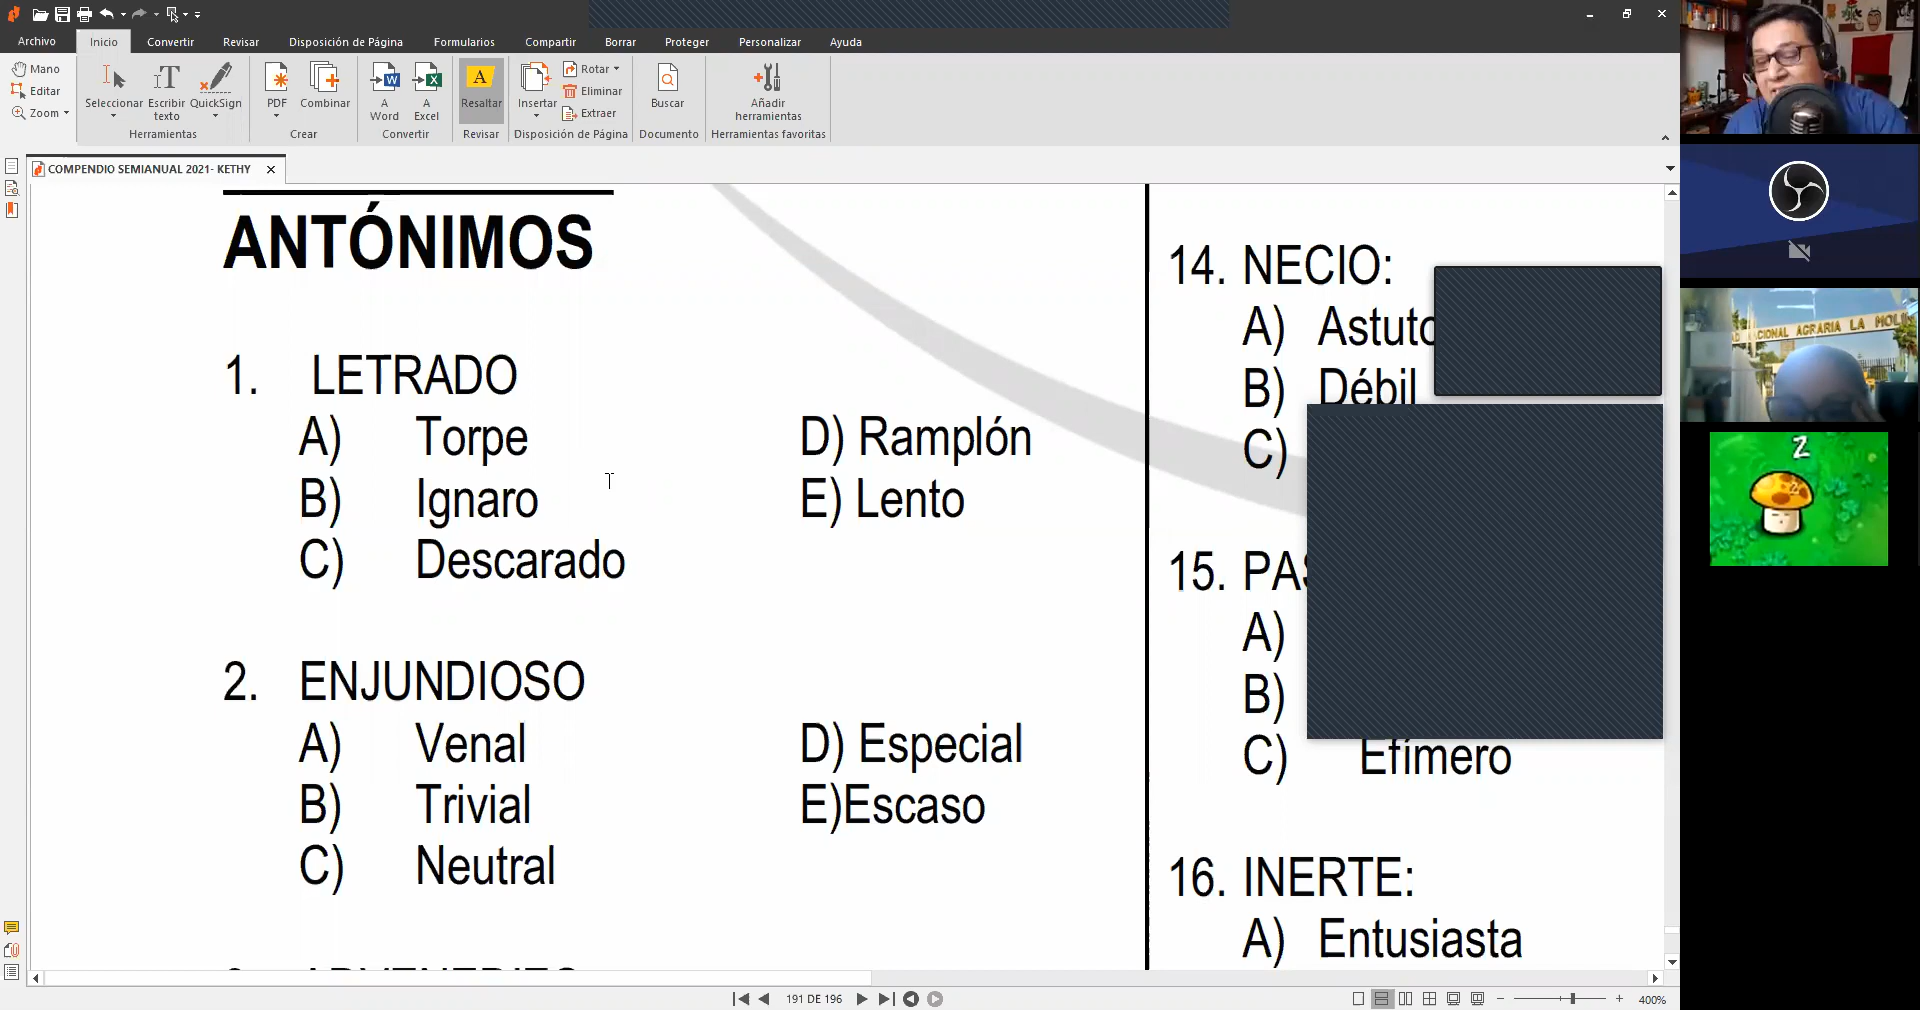 Archivo
Inicio
Convertir
Revisar
Disposición de Página
Formularios
Compartir
Borrar
Proteger
Personalizar
Ayuda
Mano
Editar
Zoom
Seleccionar
Escribir texto
QuickSign
Herramientas
PDF
Combinar
Crear
A Word
A Excel
Convertir
Resaltar
Revisar
Insertar
Rotar
Eliminar
Extraer
Disposición de Página
Buscar
Documento
Añadir herramientas
Herramientas favoritas
COMPENDIO SEMIANUAL 2021- KETHY
ANTÓNIMOS
1. LETRADO
A) Torpe
D) Ramplón
B) Ignaro
E) Lento
C) Descarado
2. ENJUNDIOSO
A) Venal
D) Especial
B) Trivial
E)Escaso
C) Neutral
14. NECIO:
A) Astuto
B) Débil
C)
15.
A)
B)
C) Efímero
16. INERTE:
A) Entusiasta
191 DE 196
400%
AGRARIA LA
Z